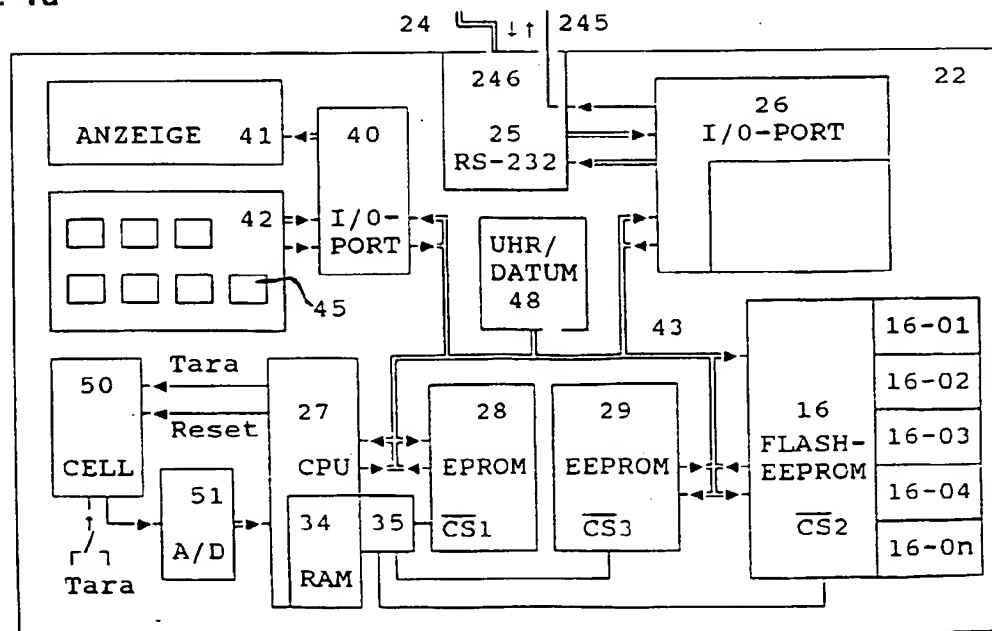 24
↓↑
245
22
246
25
RS-232
26
I/0-PORT
ANZEIGE
41
40
I/0-
PORT
42
45
UHR/
DATUM
48
43
Tara
Reset
50
CELL
51
A/D
Tara
27
CPU
34
RAM
35
28
EPROM
CS1
29
EEPROM
CS3
16
FLASH-
EEPROM
CS2
16-01
16-02
16-03
16-04
16-0n